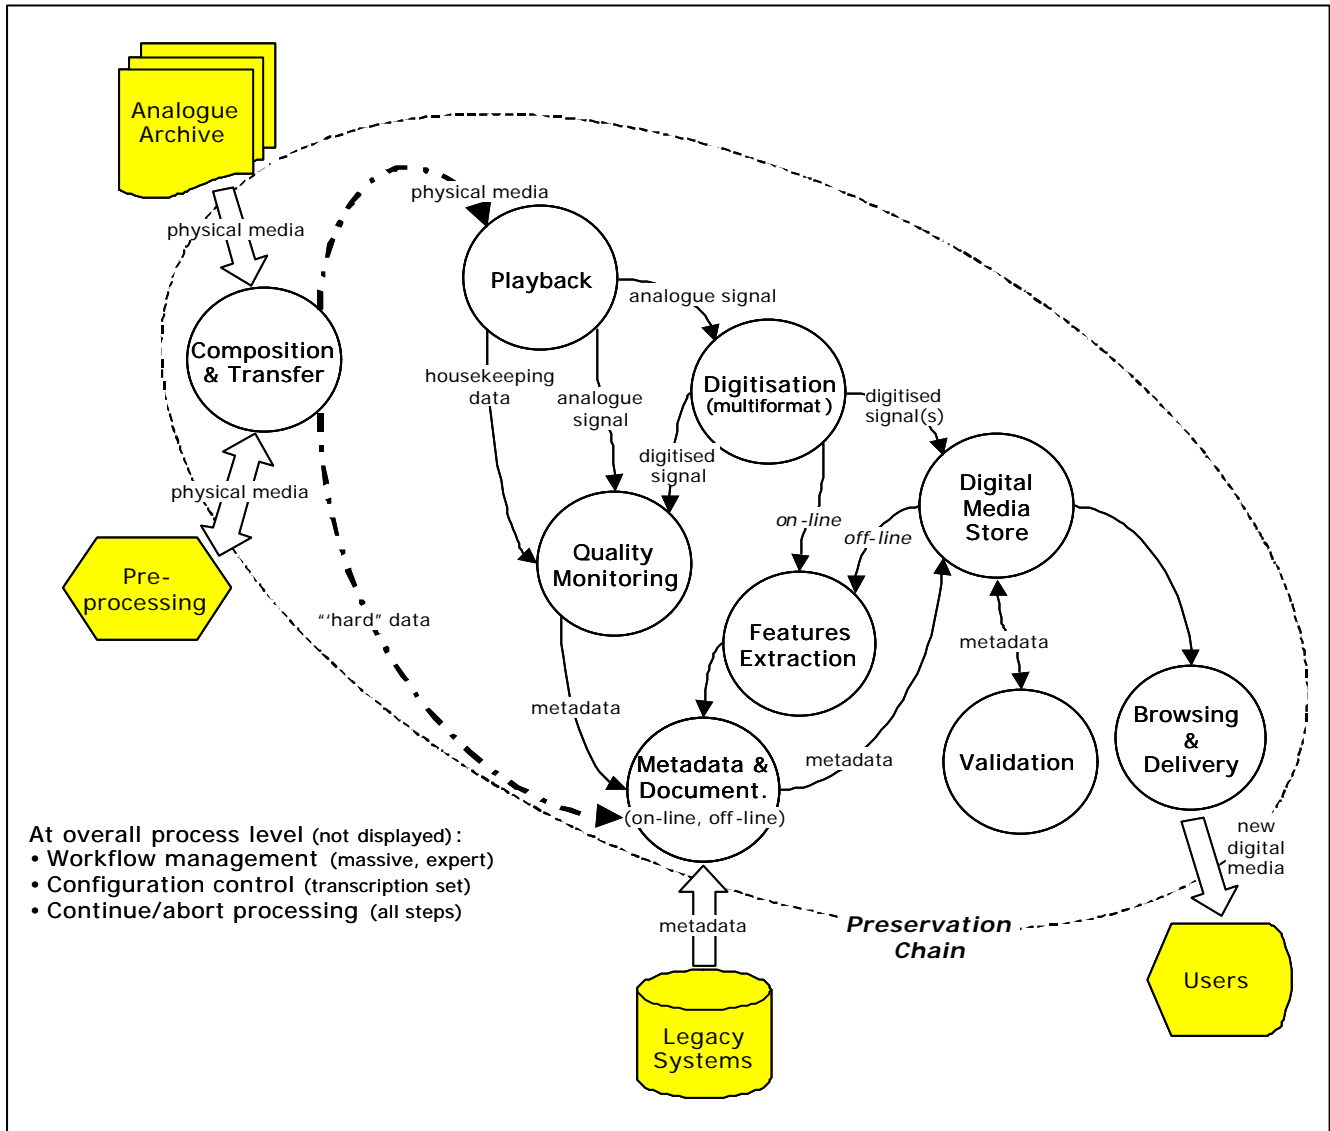 Analogue
Archive
physical media
physical media
Playback
analogue signal
Composition
& Transfer
housekeeping
data
analogue
signal
Digitisation
(multiformat)
digitised
signal(s)
digitised
signal
physical media
Digital
Media
Store
on-line
off-line
Quality
Monitoring
Pre-
processing
"'hard" data
Features
Extraction
metadata
metadata
Browsing
&
Delivery
Validation
Metadata &
Document.
(on-line, off-line)
metadata
new
digital
media
At overall process level (not displayed):
• Workflow management (massive, expert)
• Configuration control (transcription set)
• Continue/abort processing (all steps)
metadata
Preservation
Chain
Users
Legacy
Systems